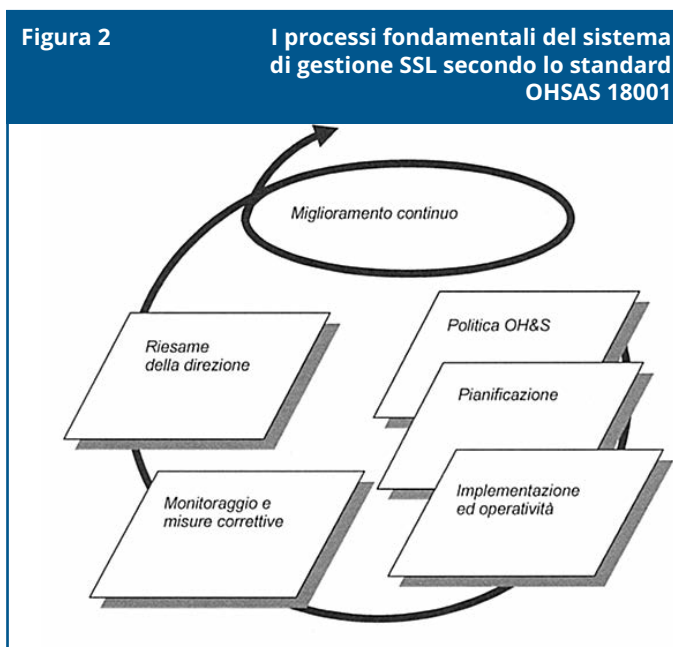 Figura 2
I processi fondamentali del sistema
di gestione SSL secondo lo standard
OHSAS 18001
Miglioramento continuo
Politica OH&S
Pianificazione
Implementazione
ed operatività
Monitoraggio e
misure correttive
Riesame
della direzione